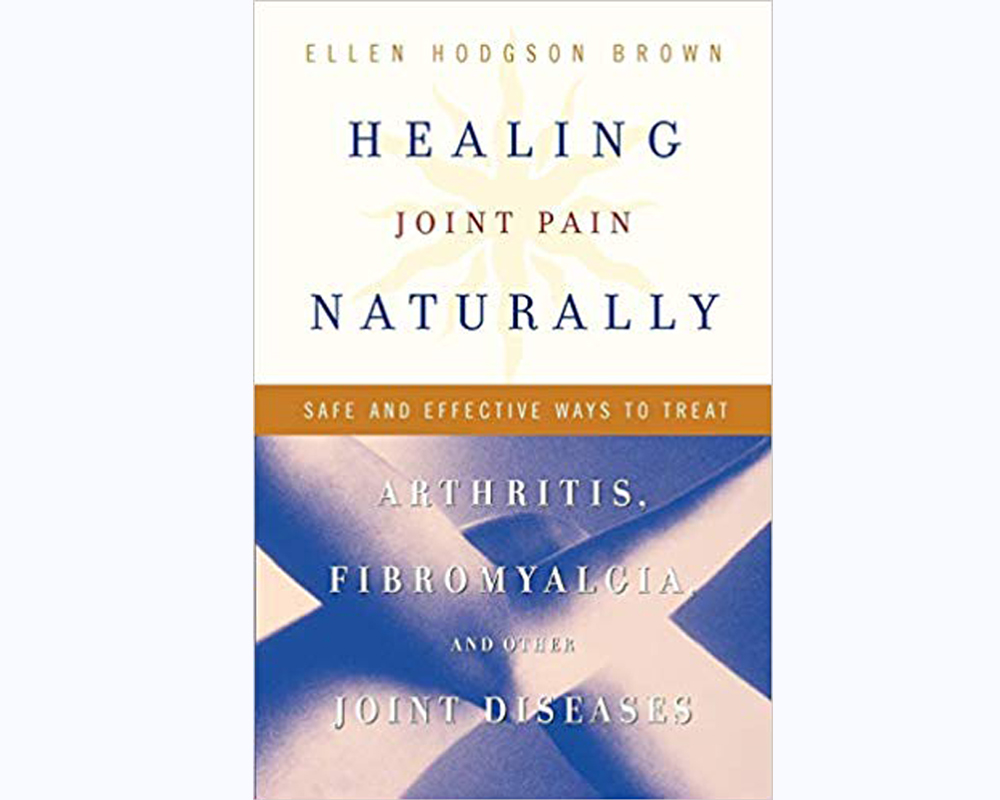 ELLEN HODGSON BROWN
HEALING
JOINT PAIN
NATURALLY
SAFE AND EFFECTIVE WAYS TO TREAT
ARTHRITIS,
FIBROMYALGIA,
AND OTHER
JOINT DISEASES